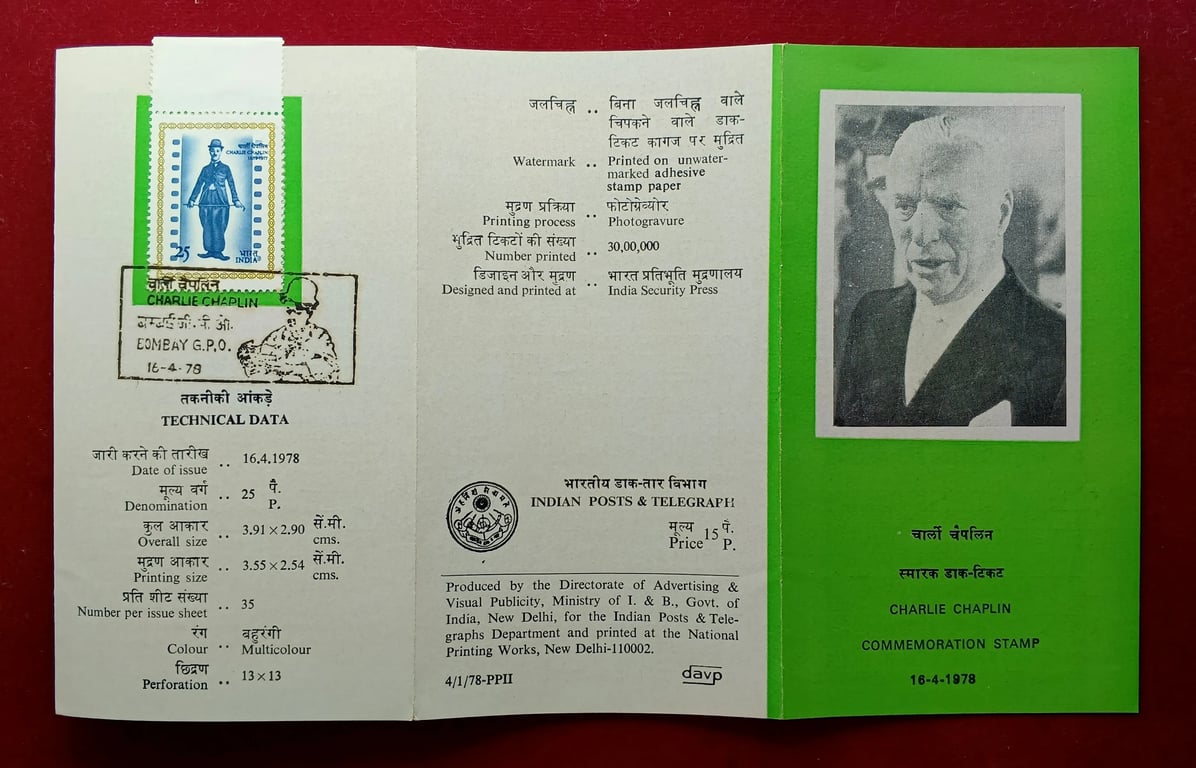 चार्ली चैपलिन
CHARLIE CHAPLIN
25
भारत
INDIA
चार्ली चैपलिन
CHARLIE CHAPLIN
बम्बई जी.पी.ओ.
BOMBAY G.P.O.
16-4-78
तकनीकी आंकड़े
TECHNICAL DATA
जारी करने की तारीख
Date of issue .. 16.4.1978
मूल्य वर्ग
Denomination .. 25 पै.
P.
कुल आकार
Overall size .. 3.91×2.90 सें.मी.
cms.
मुद्रण आकार
Printing size .. 3.55×2.54 सें.मी.
cms.
प्रति शीट संख्या
Number per issue sheet .. 35
रंग बहुरंगी
Colour .. Multicolour
छिद्रण
Perforation .. 13×13
जलचिह्न .. बिना जलचिह्न वाले
चिपकने वाले डाक-
टिकट कागज पर मुद्रित
Watermark .. Printed on unwater-
marked adhesive
stamp paper
मुद्रण प्रक्रिया .. फोटोग्रेव्योर
Printing process Photogravure
मुद्रित टिकटों की संख्या
Number printed .. 30,00,000
डिजाइन और मुद्रण भारत प्रतिभूति मुद्रणालय
Designed and printed at .. India Security Press
भारतीय डाक-तार विभाग
INDIAN POSTS & TELEGRAPH
मूल्य 15 पै.
Price P.
Produced by the Directorate of Advertising &
Visual Publicity, Ministry of I. & B., Govt. of
India, New Delhi, for the Indian Posts & Tele-
graphs Department and printed at the National
Printing Works, New Delhi-110002.
4/1/78-PPII
davp
चार्ली चैपलिन
स्मारक डाक-टिकट
CHARLIE CHAPLIN
COMMEMORATION STAMP
16-4-1978